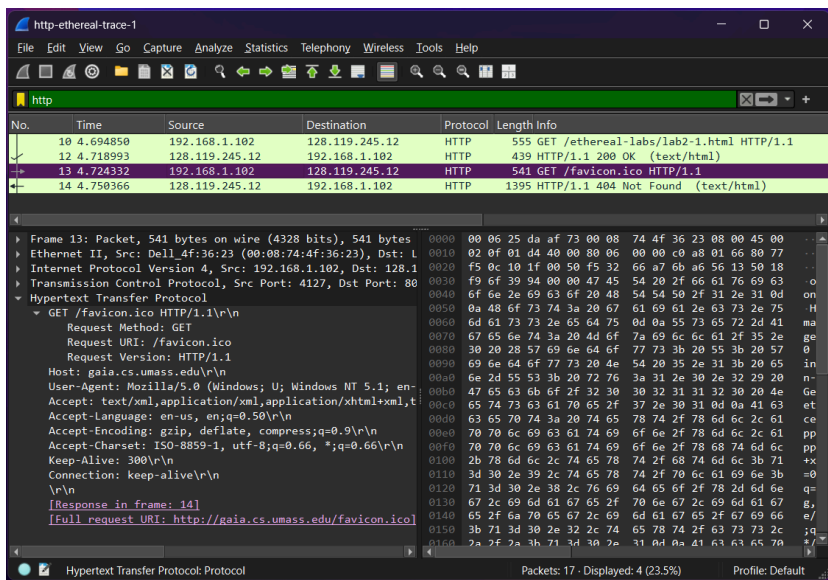 http-ethereal-trace-1
File Edit View Go Capture Analyze Statistics Telephony Wireless Tools Help
http
No. Time Source Destination Protocol Length Info
10 4.694850 192.168.1.102 128.119.245.12 HTTP 555 GET /ethereal-labs/lab2-1.html HTTP/1.1
12 4.718993 128.119.245.12 192.168.1.102 HTTP 439 HTTP/1.1 200 OK (text/html)
13 4.724332 192.168.1.102 128.119.245.12 HTTP 541 GET /favicon.ico HTTP/1.1
14 4.750366 128.119.245.12 192.168.1.102 HTTP 1395 HTTP/1.1 404 Not Found (text/html)
Frame 13: Packet, 541 bytes on wire (4328 bits), 541 bytes
Ethernet II, Src: Dell_4f:36:23 (00:08:74:4f:36:23), Dst: L
Internet Protocol Version 4, Src: 192.168.1.102, Dst: 128.1
Transmission Control Protocol, Src Port: 4127, Dst Port: 80
Hypertext Transfer Protocol
GET /favicon.ico HTTP/1.1\r\n
Request Method: GET
Request URI: /favicon.ico
Request Version: HTTP/1.1
Host: gaia.cs.umass.edu\r\n
User-Agent: Mozilla/5.0 (Windows; U; Windows NT 5.1; en-
Accept: text/xml,application/xml,application/xhtml+xml,t
Accept-Language: en-us, en;q=0.50\r\n
Accept-Encoding: gzip, deflate, compress;q=0.9\r\n
Accept-Charset: ISO-8859-1, utf-8;q=0.66, *;q=0.66\r\n
Keep-Alive: 300\r\n
Connection: keep-alive\r\n
\r\n
[Response in frame: 14]
[Full request URI: http://gaia.cs.umass.edu/favicon.ico]
0000 00 06 25 da af 73 00 08 74 4f 36 23 08 00 45 00
0010 02 0f 01 d4 40 00 80 06 00 00 c0 a8 01 66 80 77
0020 f5 0c 10 1f 00 50 f5 32 66 a7 6b a6 56 13 50 18
0030 f9 6f 39 94 00 00 47 45 54 20 2f 66 61 76 69 63 ·o
0040 6f 6e 2e 69 63 6f 20 48 54 54 50 2f 31 2e 31 0d on
0050 0a 48 6f 73 74 3a 20 67 61 69 61 2e 63 73 2e 75 ·H
0060 6d 61 73 73 2e 65 64 75 0d 0a 55 73 65 72 2d 41 ma
0070 67 65 6e 74 3a 20 4d 6f 7a 69 6c 6c 61 2f 35 2e ge
0080 30 20 28 57 69 6e 64 6f 77 73 3b 20 55 3b 20 57 0
0090 69 6e 64 6f 77 73 20 4e 54 20 35 2e 31 3b 20 65 in
00a0 6e 2d 55 53 3b 20 72 76 3a 31 2e 30 2e 32 29 20 n-
00b0 47 65 63 6b 6f 2f 32 30 30 32 31 31 32 30 20 4e Ge
00c0 65 74 73 63 61 70 65 2f 37 2e 30 31 0d 0a 41 63 et
00d0 63 65 70 74 3a 20 74 65 78 74 2f 78 6d 6c 2c 61 ce
00e0 70 70 6c 69 63 61 74 69 6f 6e 2f 78 6d 6c 2c 61 pp
00f0 70 70 6c 69 63 61 74 69 6f 6e 2f 78 68 74 6d 6c pp
0100 2b 78 6d 6c 2c 74 65 78 74 2f 68 74 6d 6c 3b 71 +x
0110 3d 30 2e 39 2c 74 65 78 74 2f 70 6c 61 69 6e 3b =0
0120 71 3d 30 2e 38 2c 76 69 64 65 6f 2f 78 2d 6d 6e q=
0130 67 2c 69 6d 61 67 65 2f 70 6e 67 2c 69 6d 61 67 g,
0140 65 2f 6a 70 65 67 2c 69 6d 61 67 65 2f 67 69 66 e/
0150 3b 71 3d 30 2e 32 2c 74 65 78 74 2f 63 73 73 2c ;q
0160 2a 2f 2a 3b 71 3d 30 2e 31 0d 0a 41 63 63 65 70 */
Hypertext Transfer Protocol: Protocol
Packets: 17 · Displayed: 4 (23.5%)
Profile: Default